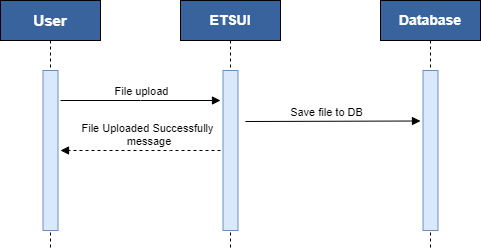 User
ETSUI
Database
File upload
Save file to DB
File Uploaded Successfully
message